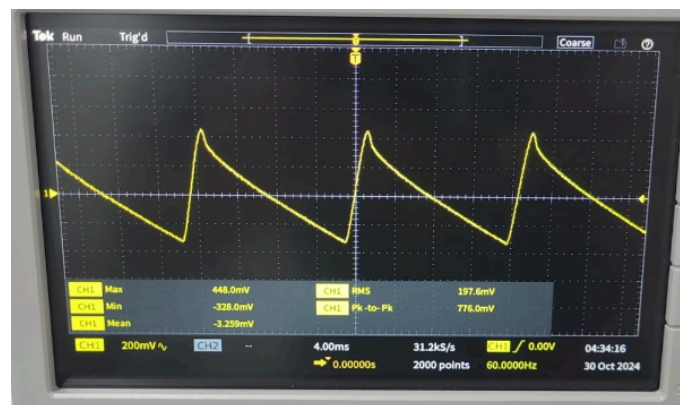 Tek Run Trig'd Coarse ?
T
1
CH1 Max 448.0mV CH1 RMS 197.6mV
CH1 Min -328.0mV CH1 Pk-to-Pk 776.0mV
CH1 Mean -3.259mV
CH1 200mV CH2 -- 4.00ms 31.2kS/s CH1 0.00V 04:34:16
0.00000s 2000 points 60.0000Hz 30 Oct 2024